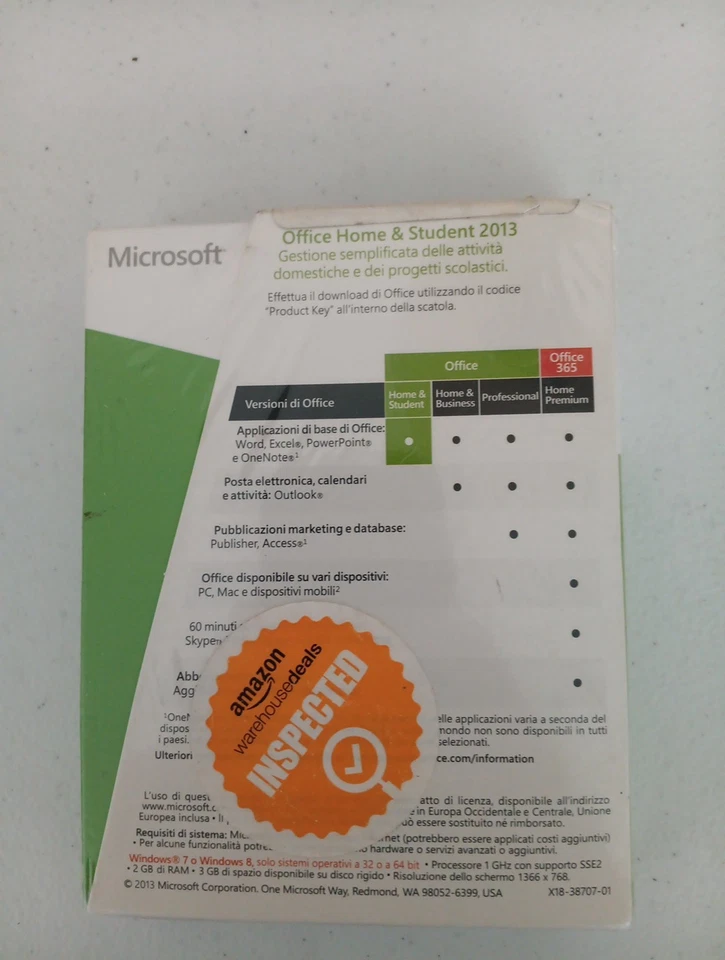 Microsoft
Office Home & Student 2013
Gestione semplificata delle attività
domestiche e dei progetti scolastici.
Effettua il download di Office utilizzando il codice
"Product Key" all'interno della scatola.
Office
Office
365
Versioni di Office
Home &
Student
Home &
Business
Professional
Home
Premium
Applicazioni di base di Office:
Word, Excel®, PowerPoint®
e OneNote®¹
Posta elettronica, calendari
e attività: Outlook®
Pubblicazioni marketing e database:
Publisher, Access®¹
Office disponibile su vari dispositivi:
PC, Mac e dispositivi mobili²
60 minuti
Skype
Abb
Agg
amazon
warehousedeals
INSPECTED
elle applicazioni varia a seconda del
dispos
mondo non sono disponibili in tutti
i paesi.
selezionati.
Ulteriori
ce.com/information
L'uso di ques
atto di licenza, disponibile all'indirizzo
www.microsoft.c
in Europa Occidentale e Centrale, Unione
Europea inclusa •
uò essere sostituito né rimborsato.
Requisiti di sistema:
net (potrebbero essere applicati costi aggiuntivi)
• Per alcune funzionalità
hardware o servizi avanzati o aggiuntivi.
Windows® 7 o Windows 8, solo sistemi operativi a 32 o a 64 bit • Processore 1 GHz con supporto SSE2
• 2 GB di RAM • 3 GB di spazio disponibile su disco rigido • Risoluzione dello schermo 1366 x 768.
© 2013 Microsoft Corporation. One Microsoft Way, Redmond, WA 98052-6399, USA
X18-38707-01